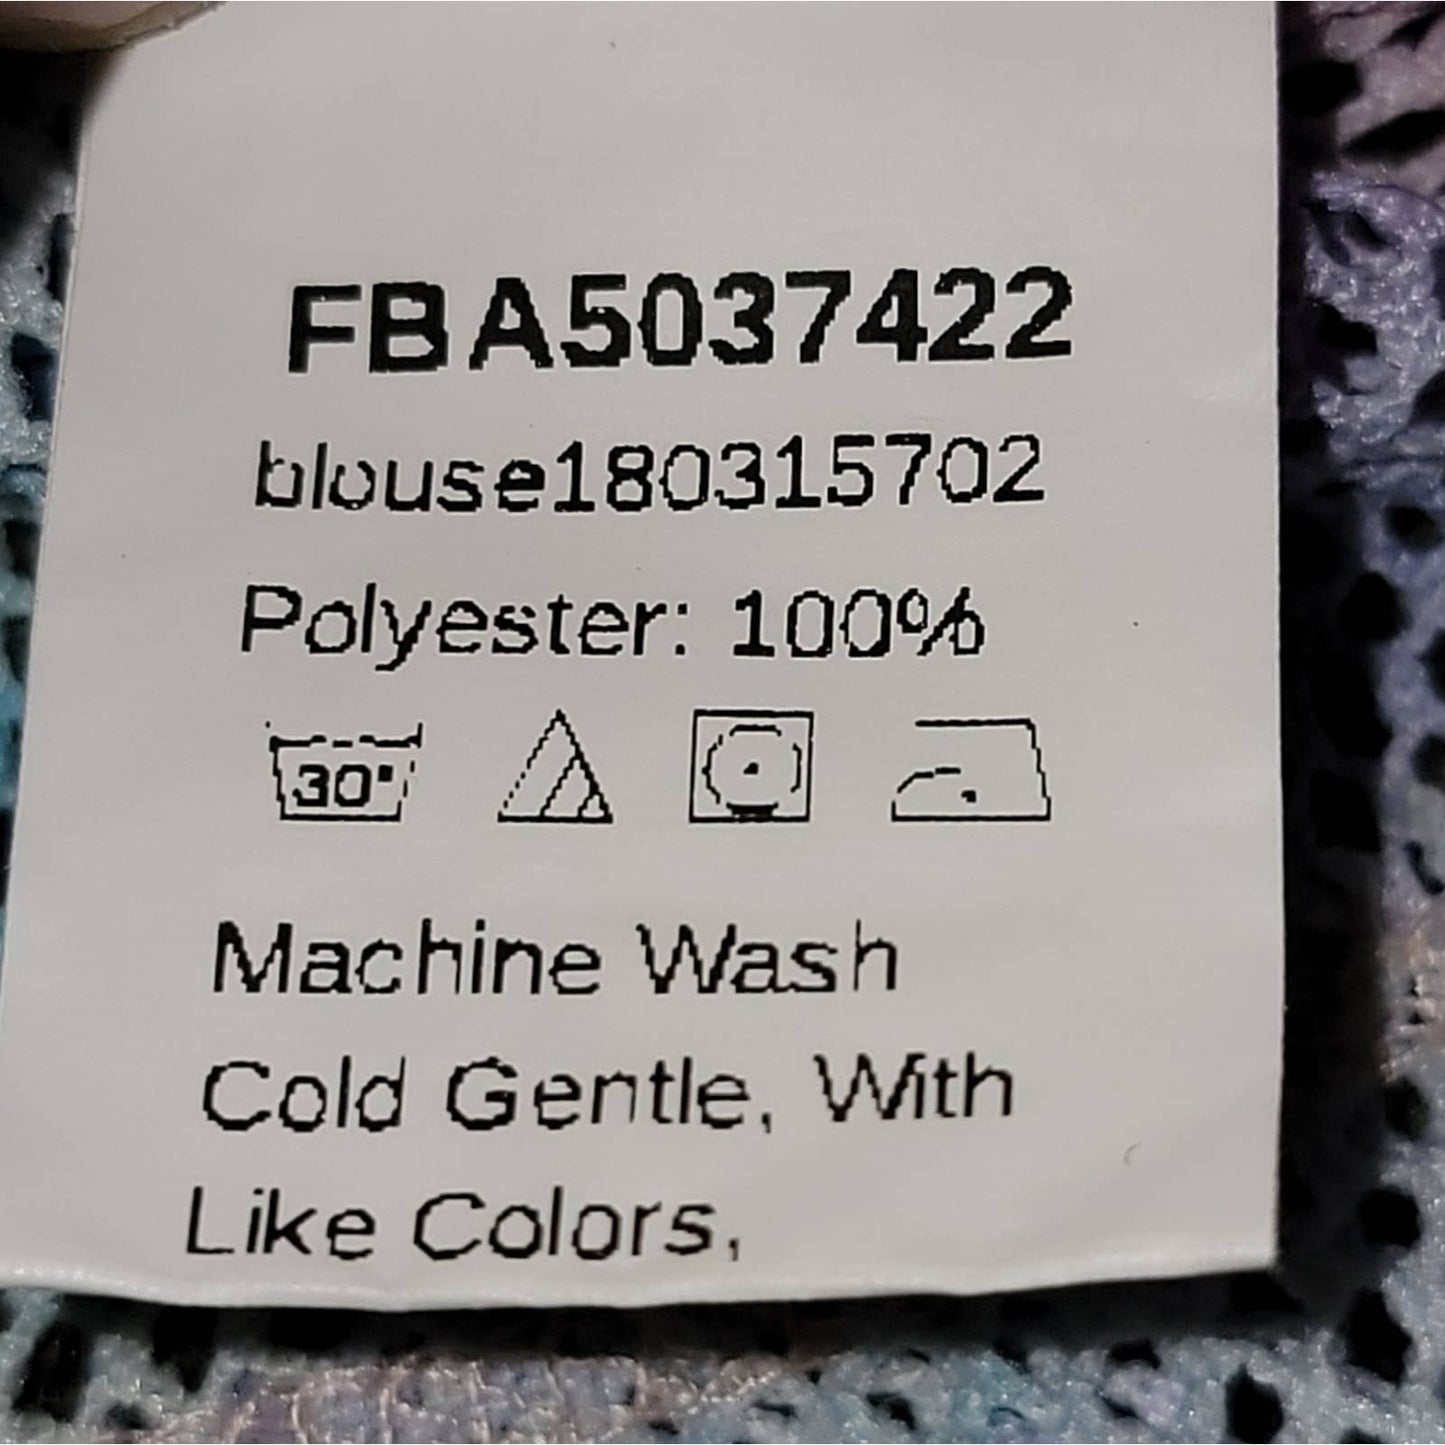 FBA5037422
blouse180315702
Polyester: 100%
30°
Machine Wash
Cold Gentle, With
Like Colors,